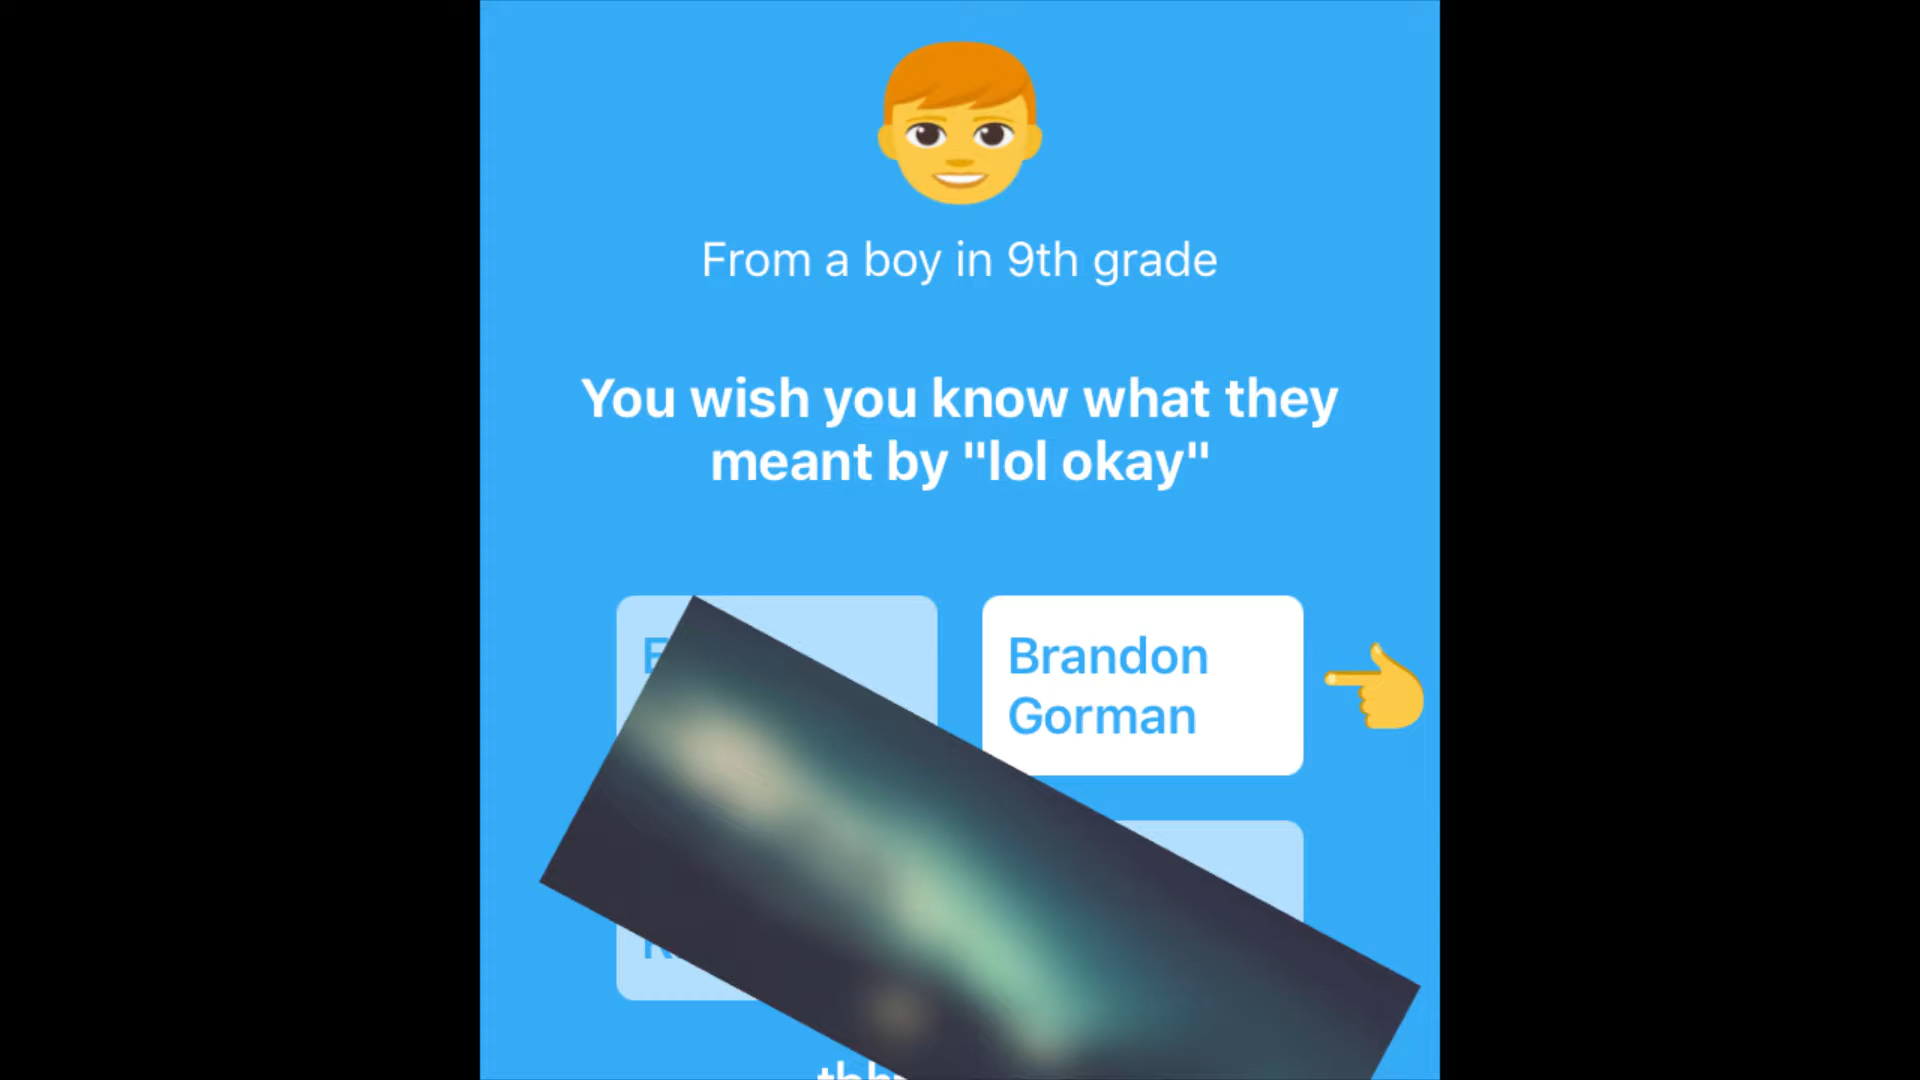 From a boy in 9th grade
You wish you know what they
meant by "lol okay"
Brandon
Gorman